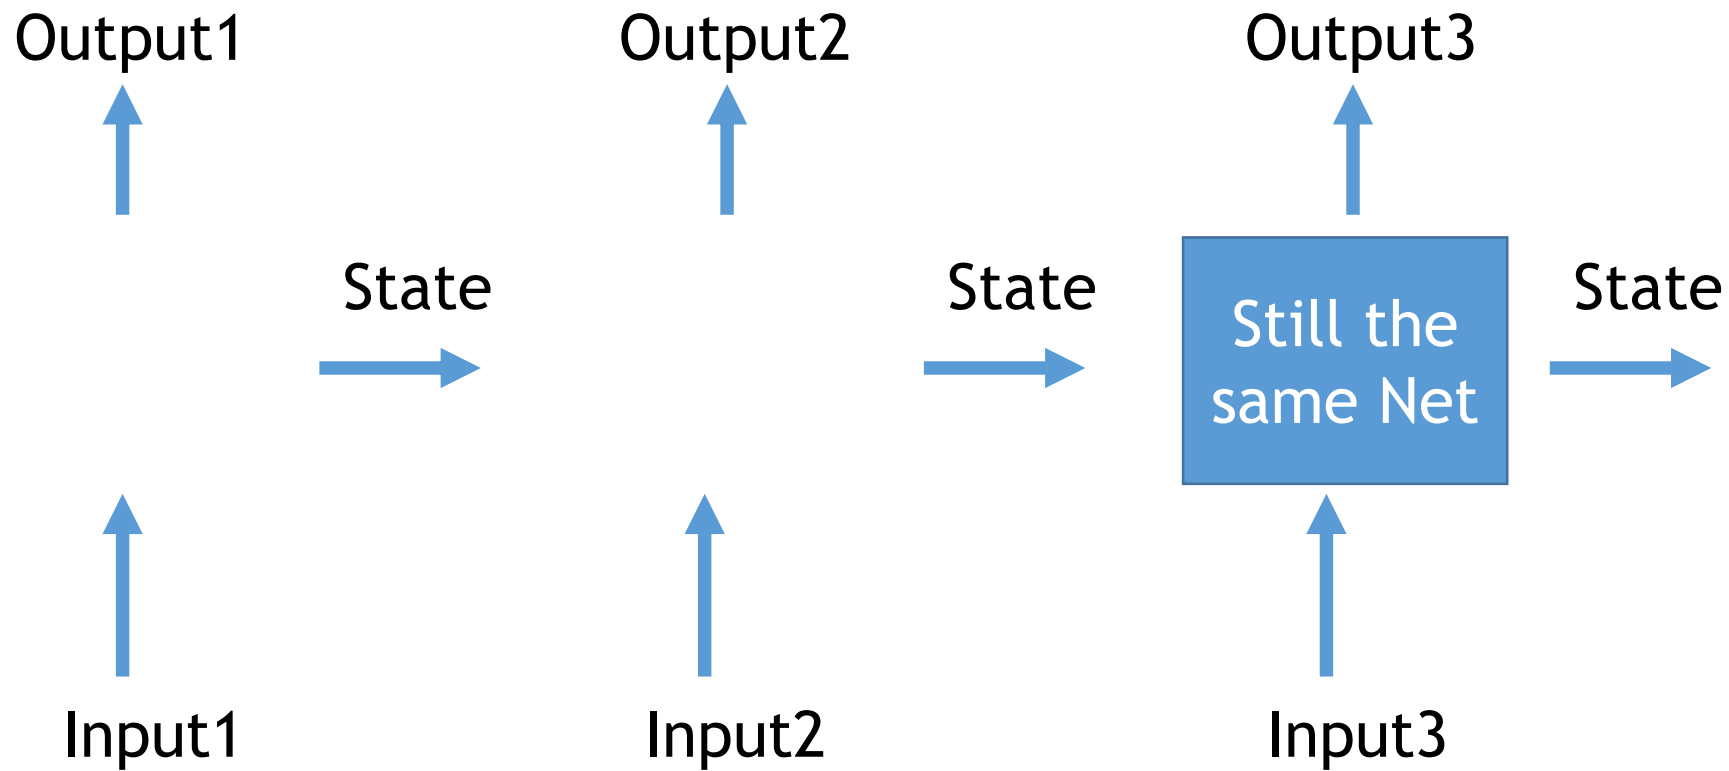 Output1 Output2 Output3
State State State
Still the
same Net
Input1 Input2 Input3